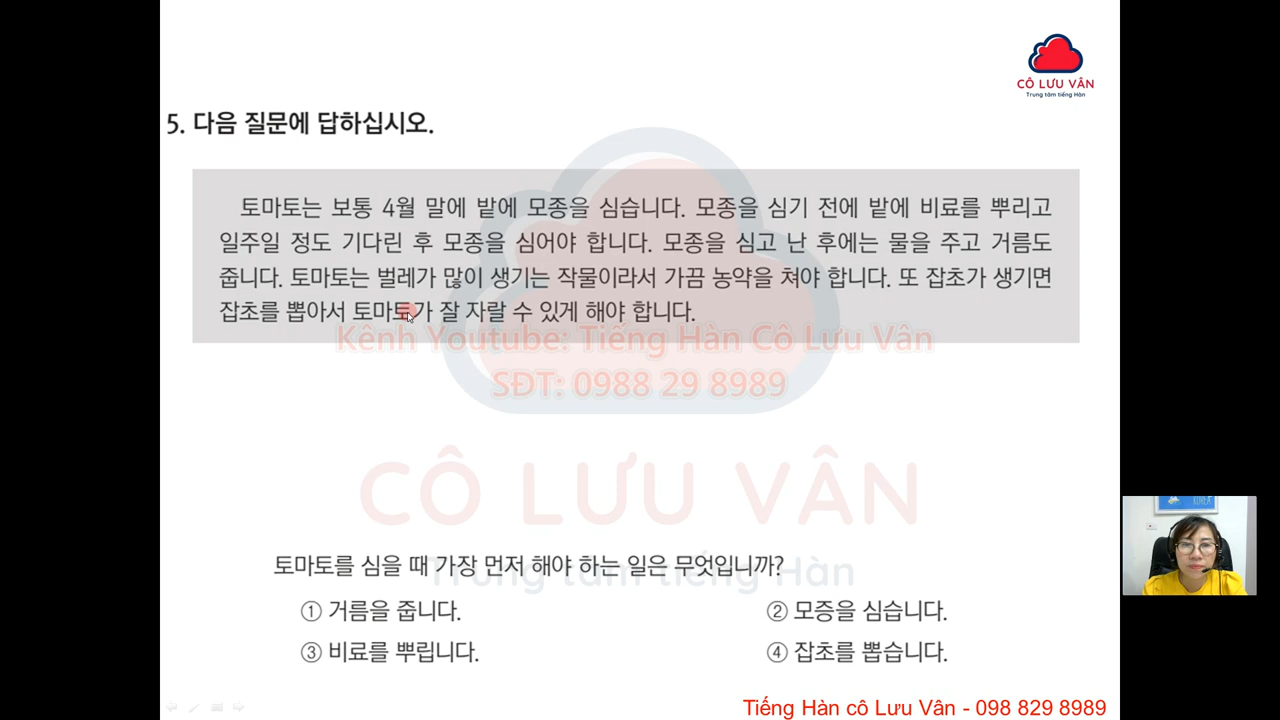 CÔ LƯU VÂN
Trung tâm tiếng Hàn
5. 다음 질문에 답하십시오.
토마토는 보통 4월 말에 밭에 모종을 심습니다. 모종을 심기 전에 밭에 비료를 뿌리고
일주일 정도 기다린 후 모종을 심어야 합니다. 모종을 심고 난 후에는 물을 주고 거름도
줍니다. 토마토는 벌레가 많이 생기는 작물이라서 가끔 농약을 쳐야 합니다. 또 잡초가 생기면
잡초를 뽑아서 토마토가 잘 자랄 수 있게 해야 합니다.
Kênh Youtube: Tiếng Hàn Cô Lưu Vân
SĐT: 0988 29 8989
CÔ LƯU VÂN
Trung tâm tiếng Hàn
토마토를 심을 때 가장 먼저 해야 하는 일은 무엇입니까?
① 거름을 줍니다.
② 모증을 심습니다.
③ 비료를 뿌립니다.
④ 잡초를 뽑습니다.
KOREA
Tiếng Hàn cô Lưu Vân - 098 829 8989